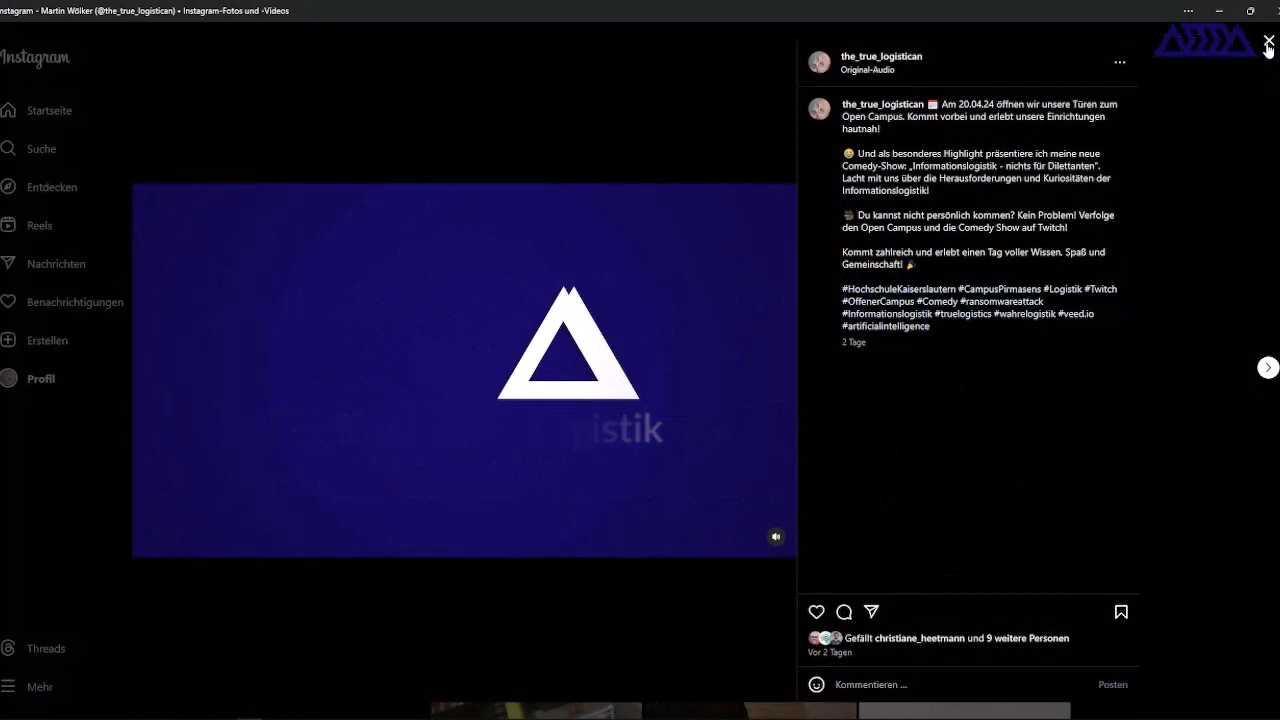 nstagram - Martin Wölker (@the_true_logistican) • Instagram-Fotos und -Videos
Instagram
Startseite
Suche
Entdecken
Reels
Nachrichten
Benachrichtigungen
Erstellen
Profil
Threads
Mehr
istik
the_true_logistican
Original-Audio
the_true_logistican 🗓️ Am 20.04.24 öffnen wir unsere Türen zum
Open Campus. Kommt vorbei und erlebt unsere Einrichtungen
hautnah!
😂 Und als besonderes Highlight präsentiere ich meine neue
Comedy-Show: „Informationslogistik - nichts für Dilettanten“.
Lacht mit uns über die Herausforderungen und Kuriositäten der
Informationslogistik!
🎥 Du kannst nicht persönlich kommen? Kein Problem! Verfolge
den Open Campus und die Comedy Show auf Twitch!
Kommt zahlreich und erlebt einen Tag voller Wissen, Spaß und
Gemeinschaft! 🎉
#HochschuleKaiserslautern #CampusPirmasens #Logistik #Twitch
#OffenerCampus #Comedy #ransomwareattack
#Informationslogistik #truelogistics #wahrelogistik #veed.io
#artificialintelligence
2 Tage
Gefällt christiane_heetmann und 9 weitere Personen
Vor 2 Tagen
Kommentieren ...
Posten